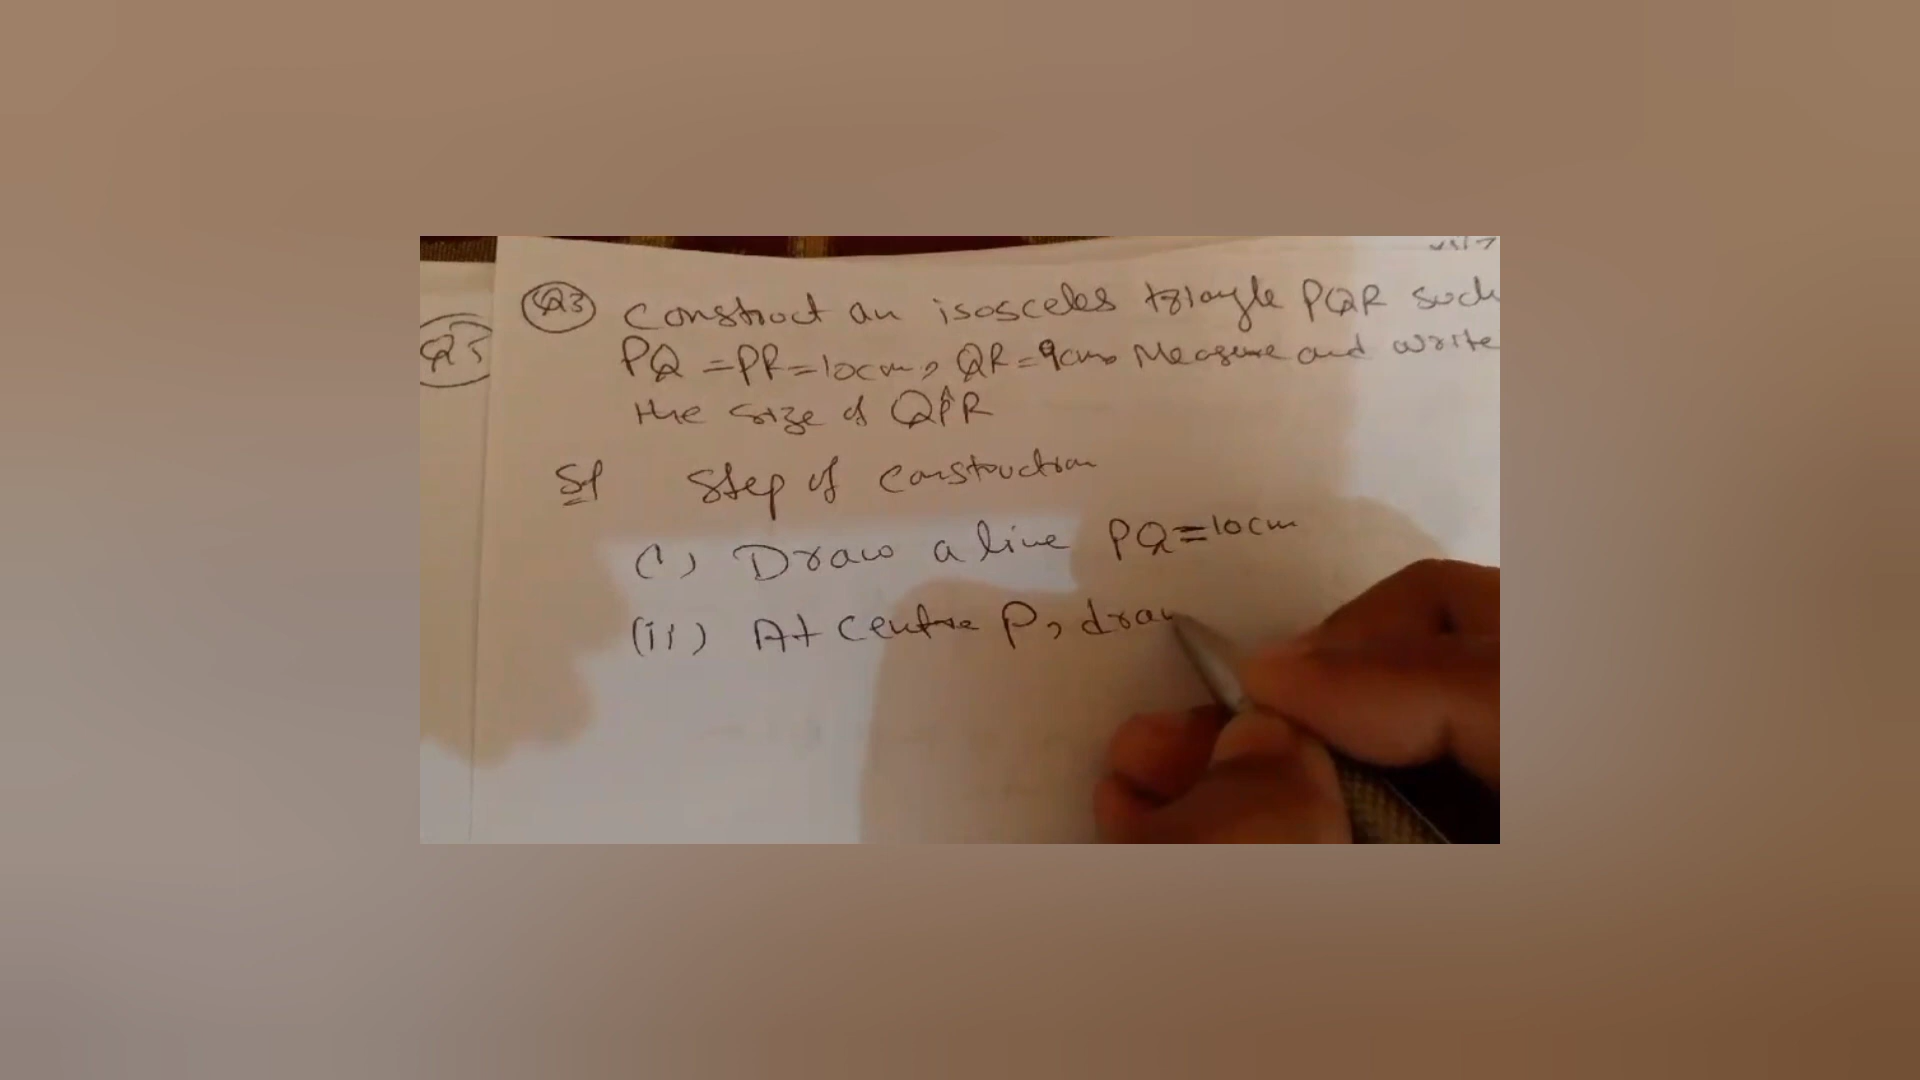 Q3 Construct an isosceles triangle PQR such
PQ = PR = 10cm, QR = 9cm. Measure and write
the size of QP̂R
Sol Step of construction
(i) Draw a line PQ = 10cm
(ii) At centre P, draw
Q5